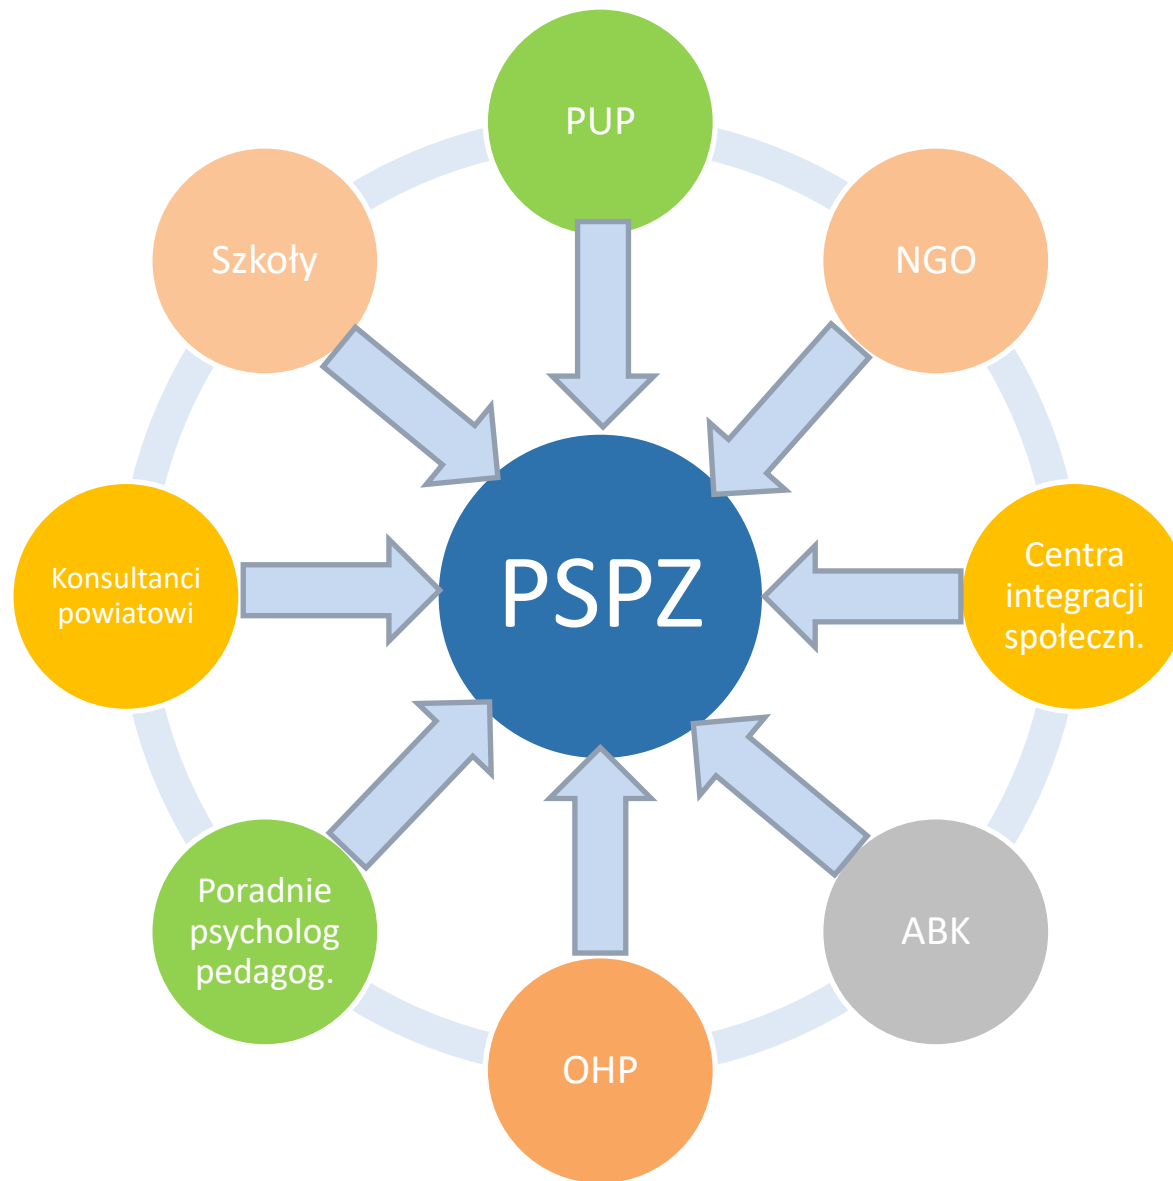 PUP
Szkoły
NGO
Konsultanci
powiatowi
PSPZ
Centra
integracji
społeczn.
Poradnie
psycholog
pedagog.
ABK
OHP